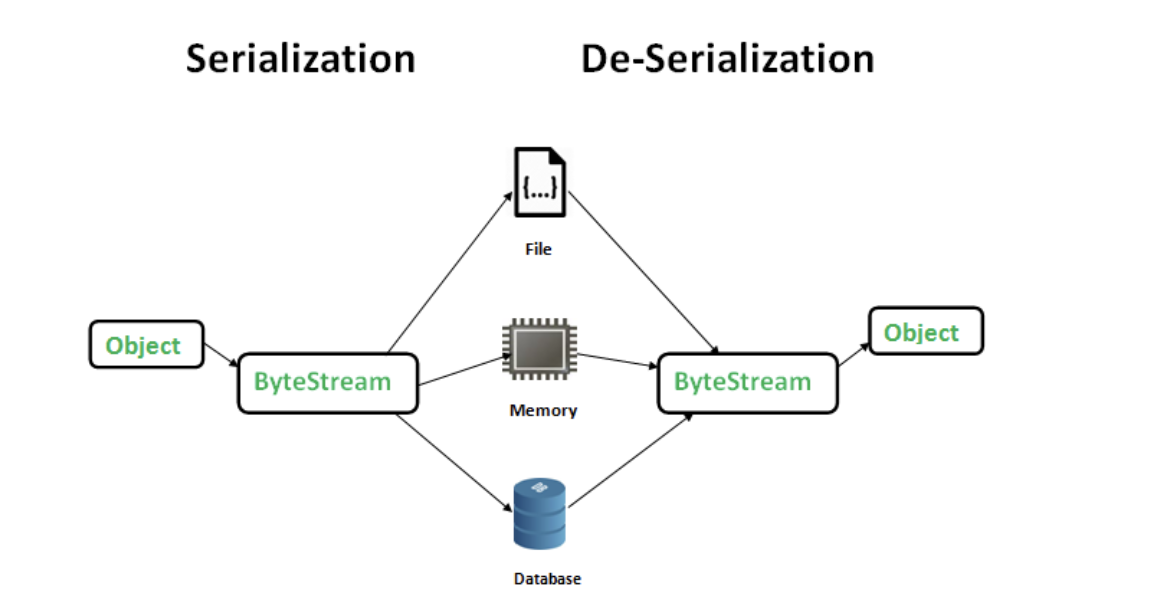 Serialization De-Serialization
{...}
File
Object
ByteStream
Memory
ByteStream
Object
Database